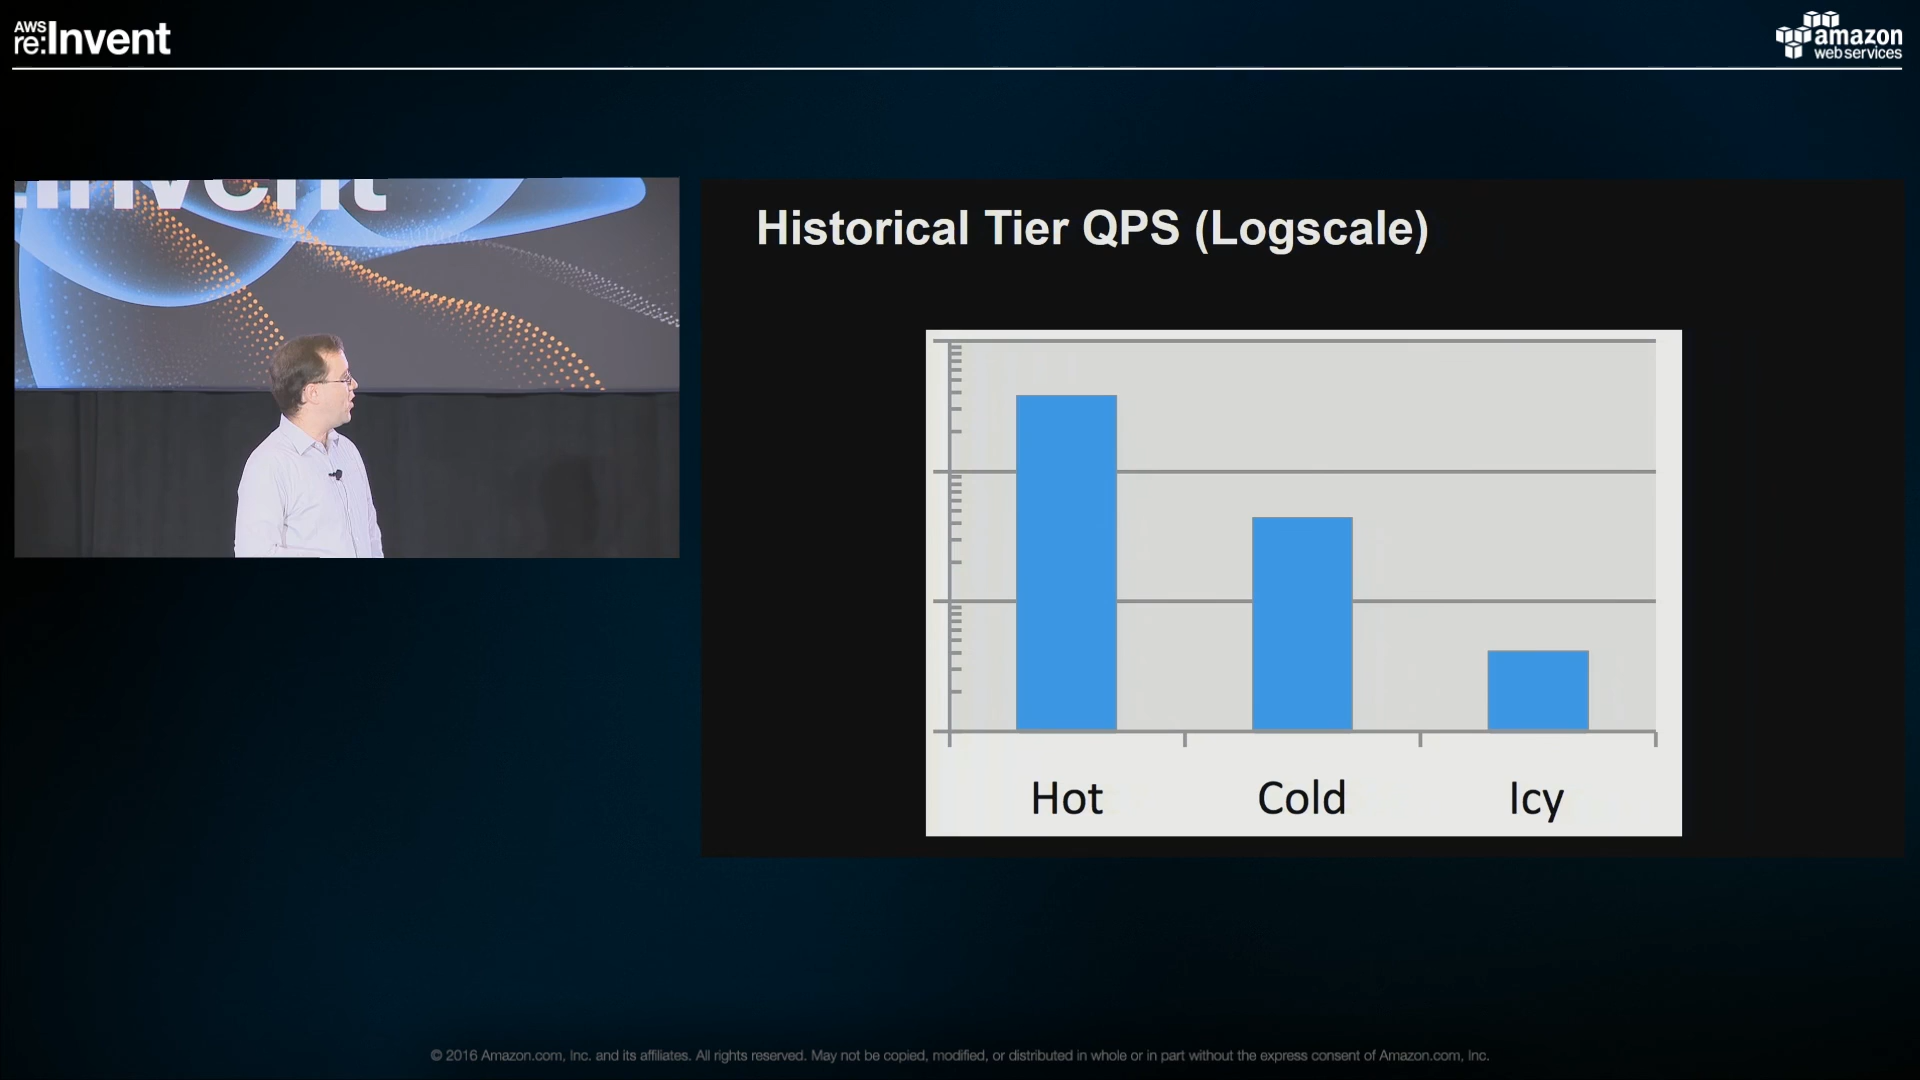 AWS
re:Invent
amazon
web services
:Invent
Historical Tier QPS (Logscale)
Hot
Cold
Icy
© 2016 Amazon.com, Inc. and its affiliates. All rights reserved. May not be copied, modified, or distributed in whole or in part without the express consent of Amazon.com, Inc.